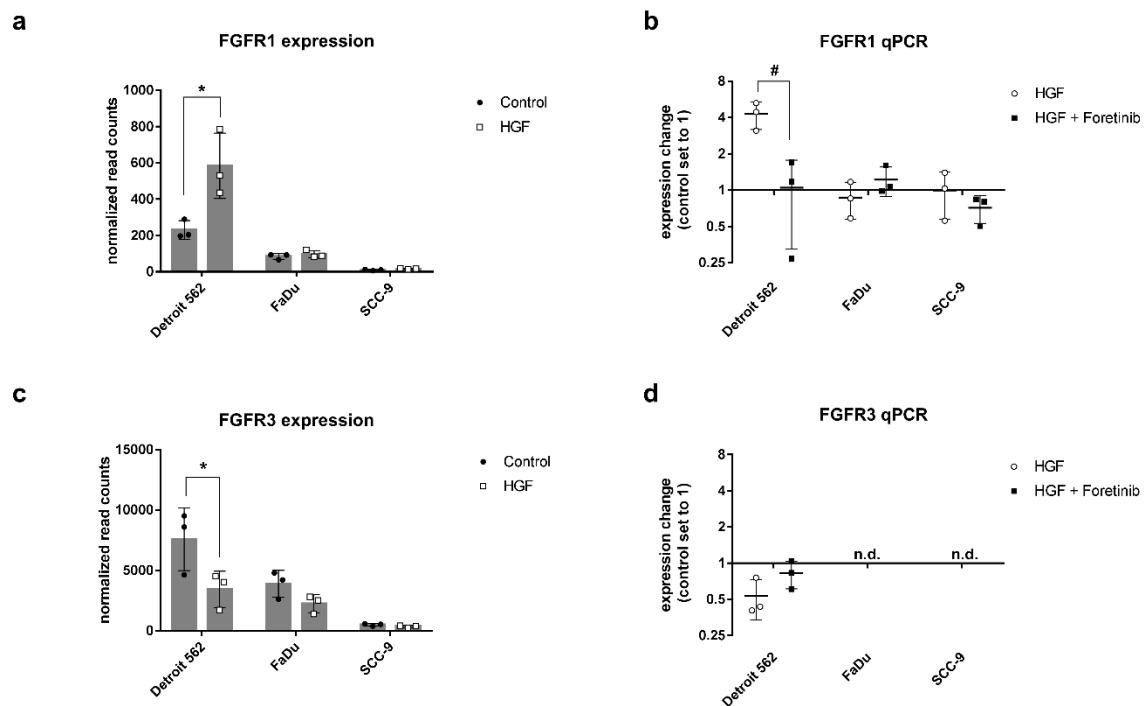 a
FGFR1 expression
normalized read counts
1000
800
600
400
200
0
*
Control
HGF
Detroit 562
FaDu
SCC-9
b
FGFR1 qPCR
expression change
(control set to 1)
8
4
2
1
0.5
0.25
#
HGF
HGF + Foretinib
Detroit 562
FaDu
SCC-9
c
FGFR3 expression
normalized read counts
15000
10000
5000
0
*
Control
HGF
Detroit 562
FaDu
SCC-9
d
FGFR3 qPCR
expression change
(control set to 1)
8
4
2
1
0.5
0.25
n.d.
n.d.
HGF
HGF + Foretinib
Detroit 562
FaDu
SCC-9